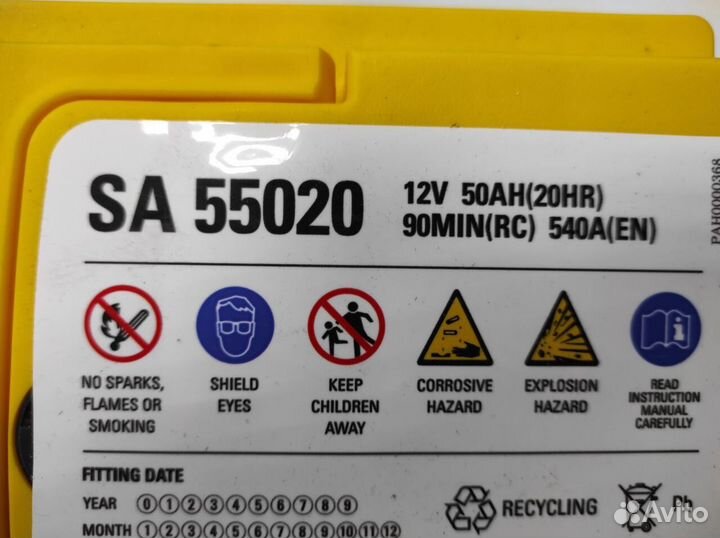 SA 55020
12V 50AH(20HR)
90MIN(RC) 540A(EN)
PAH0000368
NO SPARKS,
FLAMES OR
SMOKING
SHIELD
EYES
KEEP
CHILDREN
AWAY
CORROSIVE
HAZARD
EXPLOSION
HAZARD
READ
INSTRUCTION
MANUAL
CAREFULLY
FITTING DATE
YEAR 0 1 2 3 4 5 6 7 8 9
MONTH 1 2 3 4 5 6 7 8 9 10 11 12
RECYCLING
Pb
Avito